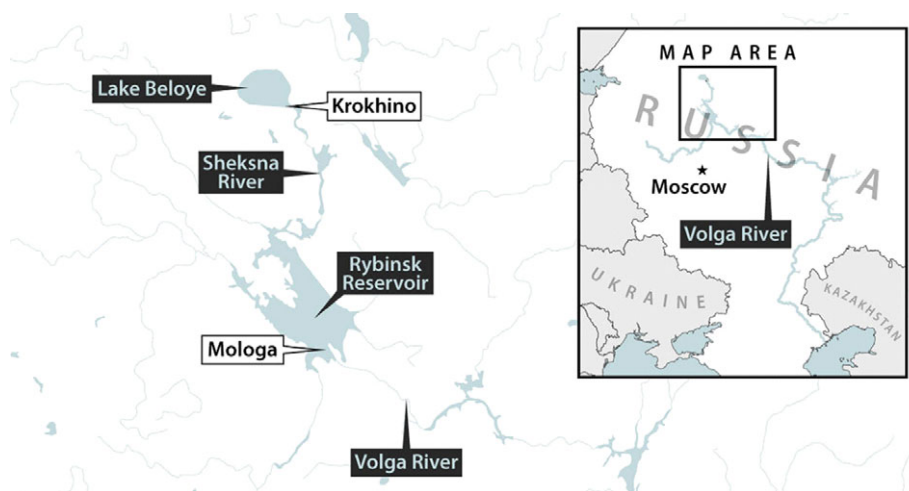 Lake Beloye
Krokhino
Sheksna
River
Rybinsk
Reservoir
Mologa
Volga River
MAP AREA
RUSSIA
Moscow
Volga River
UKRAINE
KAZAKHSTAN